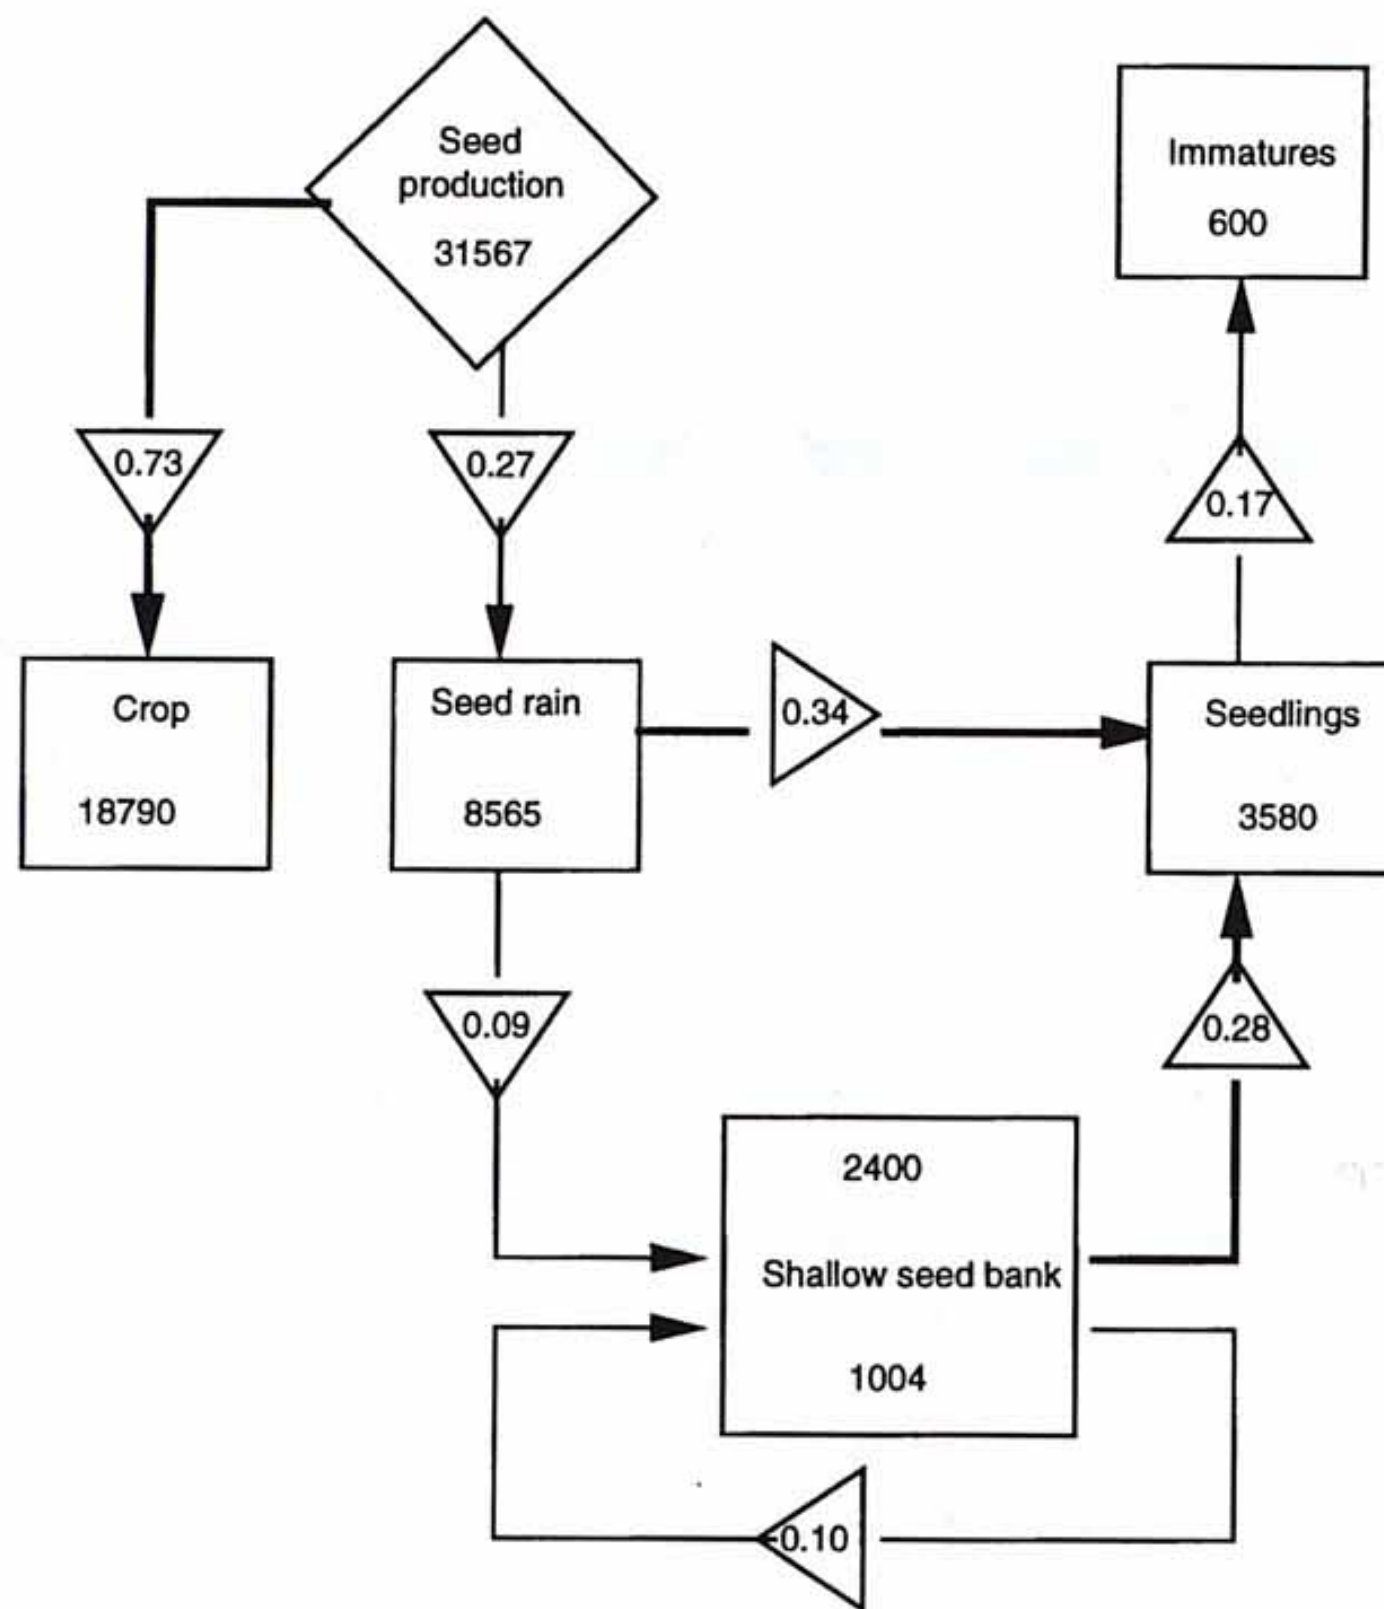 Seed
production
31567
Immatures
600
0.73
0.27
0.17
Crop
18790
Seed rain
8565
0.34
Seedlings
3580
0.09
0.28
2400
Shallow seed bank
1004
0.10